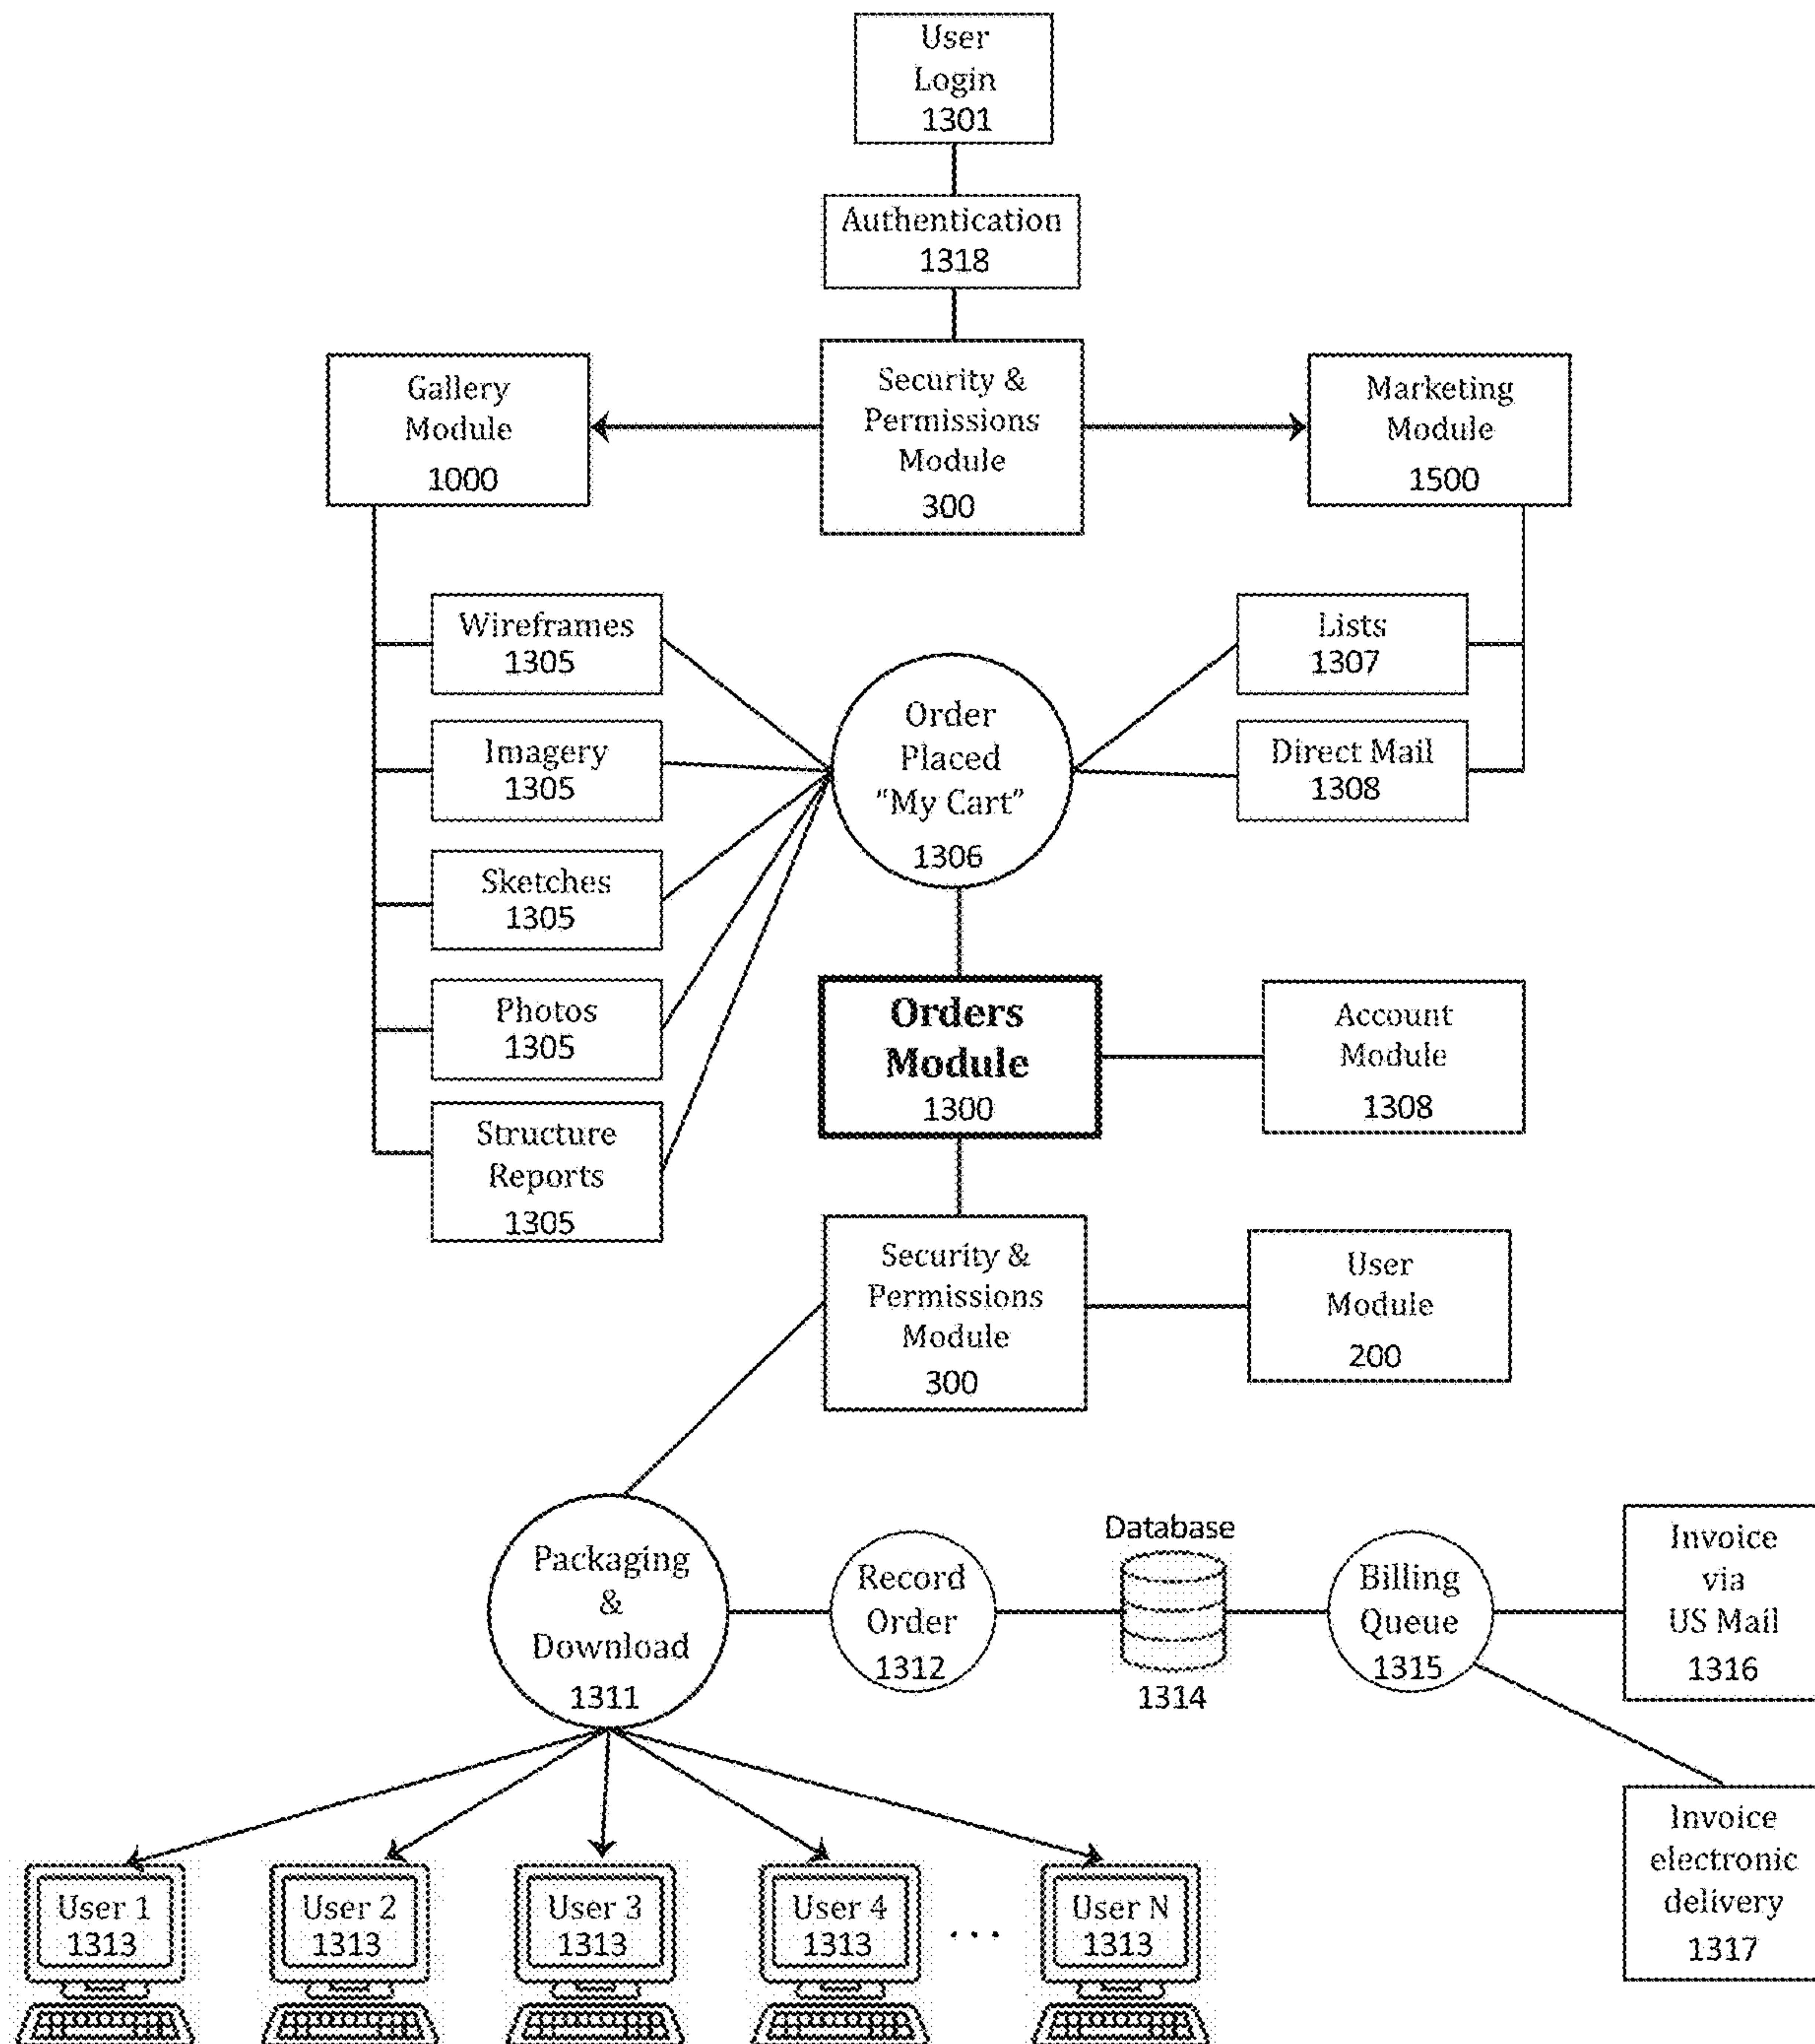 User
Login
1301
Authentication
1318
Gallery
Module
1000
Security &
Permissions
Module
300
Marketing
Module
1500
Wireframes
1305
Imagery
1305
Sketches
1305
Photos
1305
Structure
Reports
1305
Order
Placed
“My Cart”
1306
Lists
1307
Direct Mail
1308
Orders
Module
1300
Account
Module
1308
Security &
Permissions
Module
300
User
Module
200
Packaging
&
Download
1311
Record
Order
1312
Database
1314
Billing
Queue
1315
Invoice
via
US Mail
1316
Invoice
electronic
delivery
1317
User 1
1313
User 2
1313
User 3
1313
User 4
1313
...
User N
1313